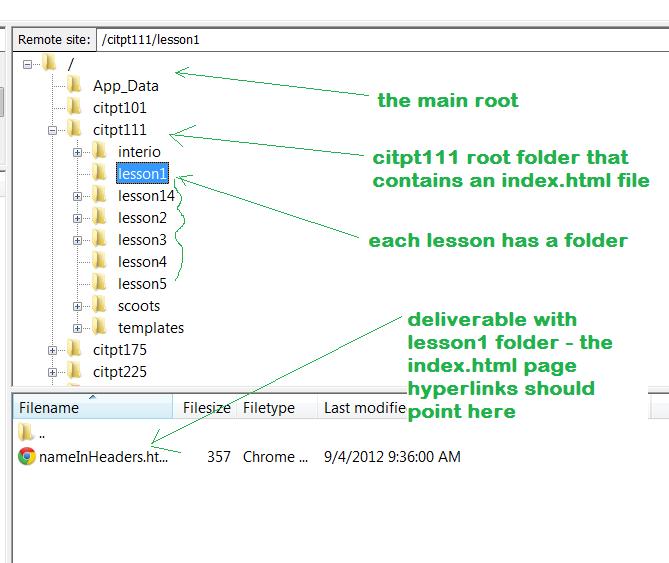 Remote site: /citpt111/lesson1
/
App_Data
the main root
citpt101
citpt111
interio
citpt111 root folder that
contains an index.html file
lesson1
lesson14
lesson2
lesson3
each lesson has a folder
lesson4
lesson5
scoots
templates
citpt175
citpt225
deliverable with
lesson1 folder - the
index.html page
hyperlinks should
point here
Filename Filesize Filetype Last modifie
..
nameInHeaders.ht... 357 Chrome ... 9/4/2012 9:36:00 AM